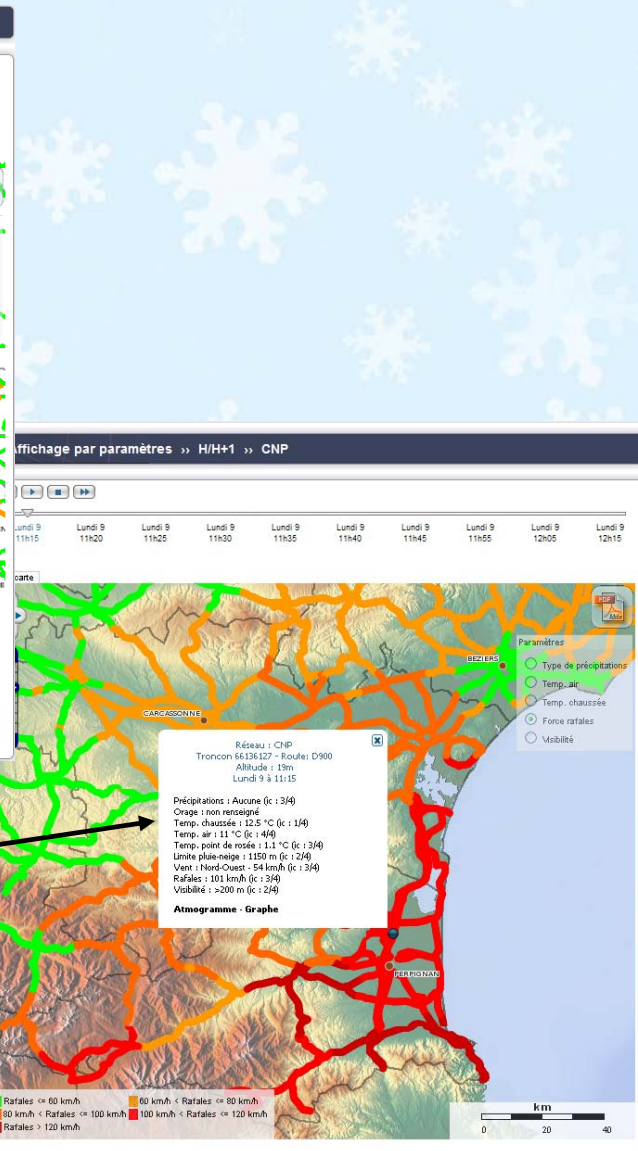 ffichage par paramètres ›› H/H+1 ›› CNP
Lundi 9 Lundi 9 Lundi 9 Lundi 9 Lundi 9 Lundi 9 Lundi 9 Lundi 9 Lundi 9 Lundi 9
11h15 11h20 11h25 11h30 11h35 11h40 11h45 11h55 12h05 12h15
carte
PDF
Adobe
Paramètres
Type de précipitations
Temp. air
Temp. chaussée
Force rafales
Visibilité
BEZIERS
CARCASSONNE
Réseau : CNP
Troncon 66136127 - Route: D900
Altitude : 19m
Lundi 9 à 11:15
Précipitations : Aucune (ic : 3/4)
Orage : non renseigné
Temp. chaussée : 12.5 °C (ic : 1/4)
Temp. air : 11 °C (ic : 4/4)
Temp. point de rosée : 1.1 °C (ic : 3/4)
Limite pluie-neige : 1150 m (ic : 2/4)
Vent : Nord-Ouest - 54 km/h (ic : 3/4)
Rafales : 101 km/h (ic : 3/4)
Visibilité : >200 m (ic : 2/4)
Atmogramme - Graphe
PERPIGNAN
Rafales <= 60 km/h 60 km/h < Rafales <= 80 km/h
80 km/h < Rafales <= 100 km/h 100 km/h < Rafales <= 120 km/h
Rafales > 120 km/h
km
0 20 40